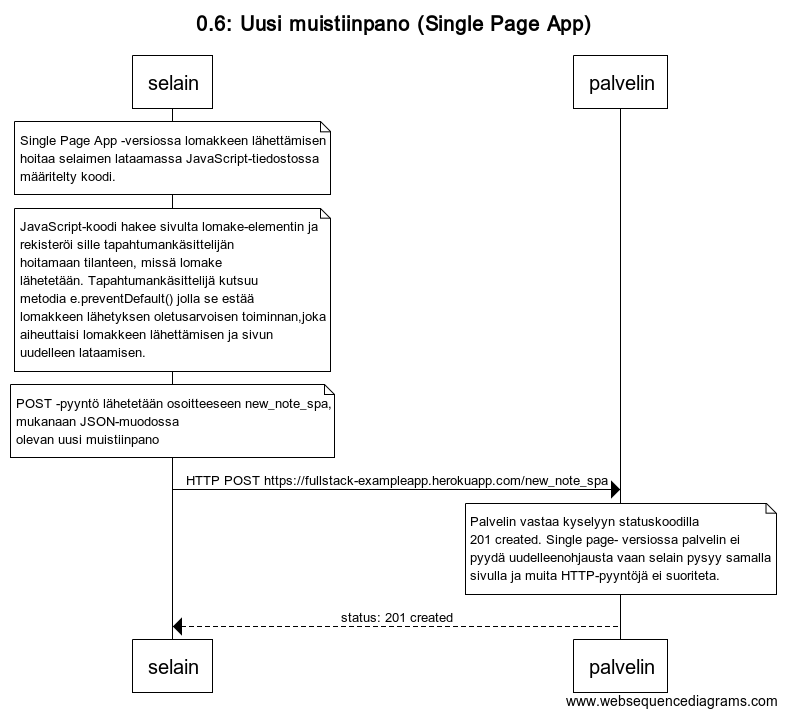 0.6: Uusi muistiinpano (Single Page App)
selain
palvelin
Single Page App -versiossa lomakkeen lähettämisen
hoitaa selaimen lataamassa JavaScript-tiedostossa
määritelty koodi.
JavaScript-koodi hakee sivulta lomake-elementin ja
rekisteröi sille tapahtumankäsittelijän
hoitamaan tilanteen, missä lomake
lähetetään. Tapahtumankäsittelijä kutsuu
metodia e.preventDefault() jolla se estää
lomakkeen lähetyksen oletusarvoisen toiminnan,joka
aiheuttaisi lomakkeen lähettämisen ja sivun
uudelleen lataamisen.
POST -pyyntö lähetetään osoitteeseen new_note_spa,
mukanaan JSON-muodossa
olevan uusi muistiinpano
HTTP POST https://fullstack-exampleapp.herokuapp.com/new_note_spa
Palvelin vastaa kyselyyn statuskoodilla
201 created. Single page- versiossa palvelin ei
pyydä uudelleenohjausta vaan selain pysyy samalla
sivulla ja muita HTTP-pyyntöjä ei suoriteta.
status: 201 created
selain
palvelin
www.websequencediagrams.com